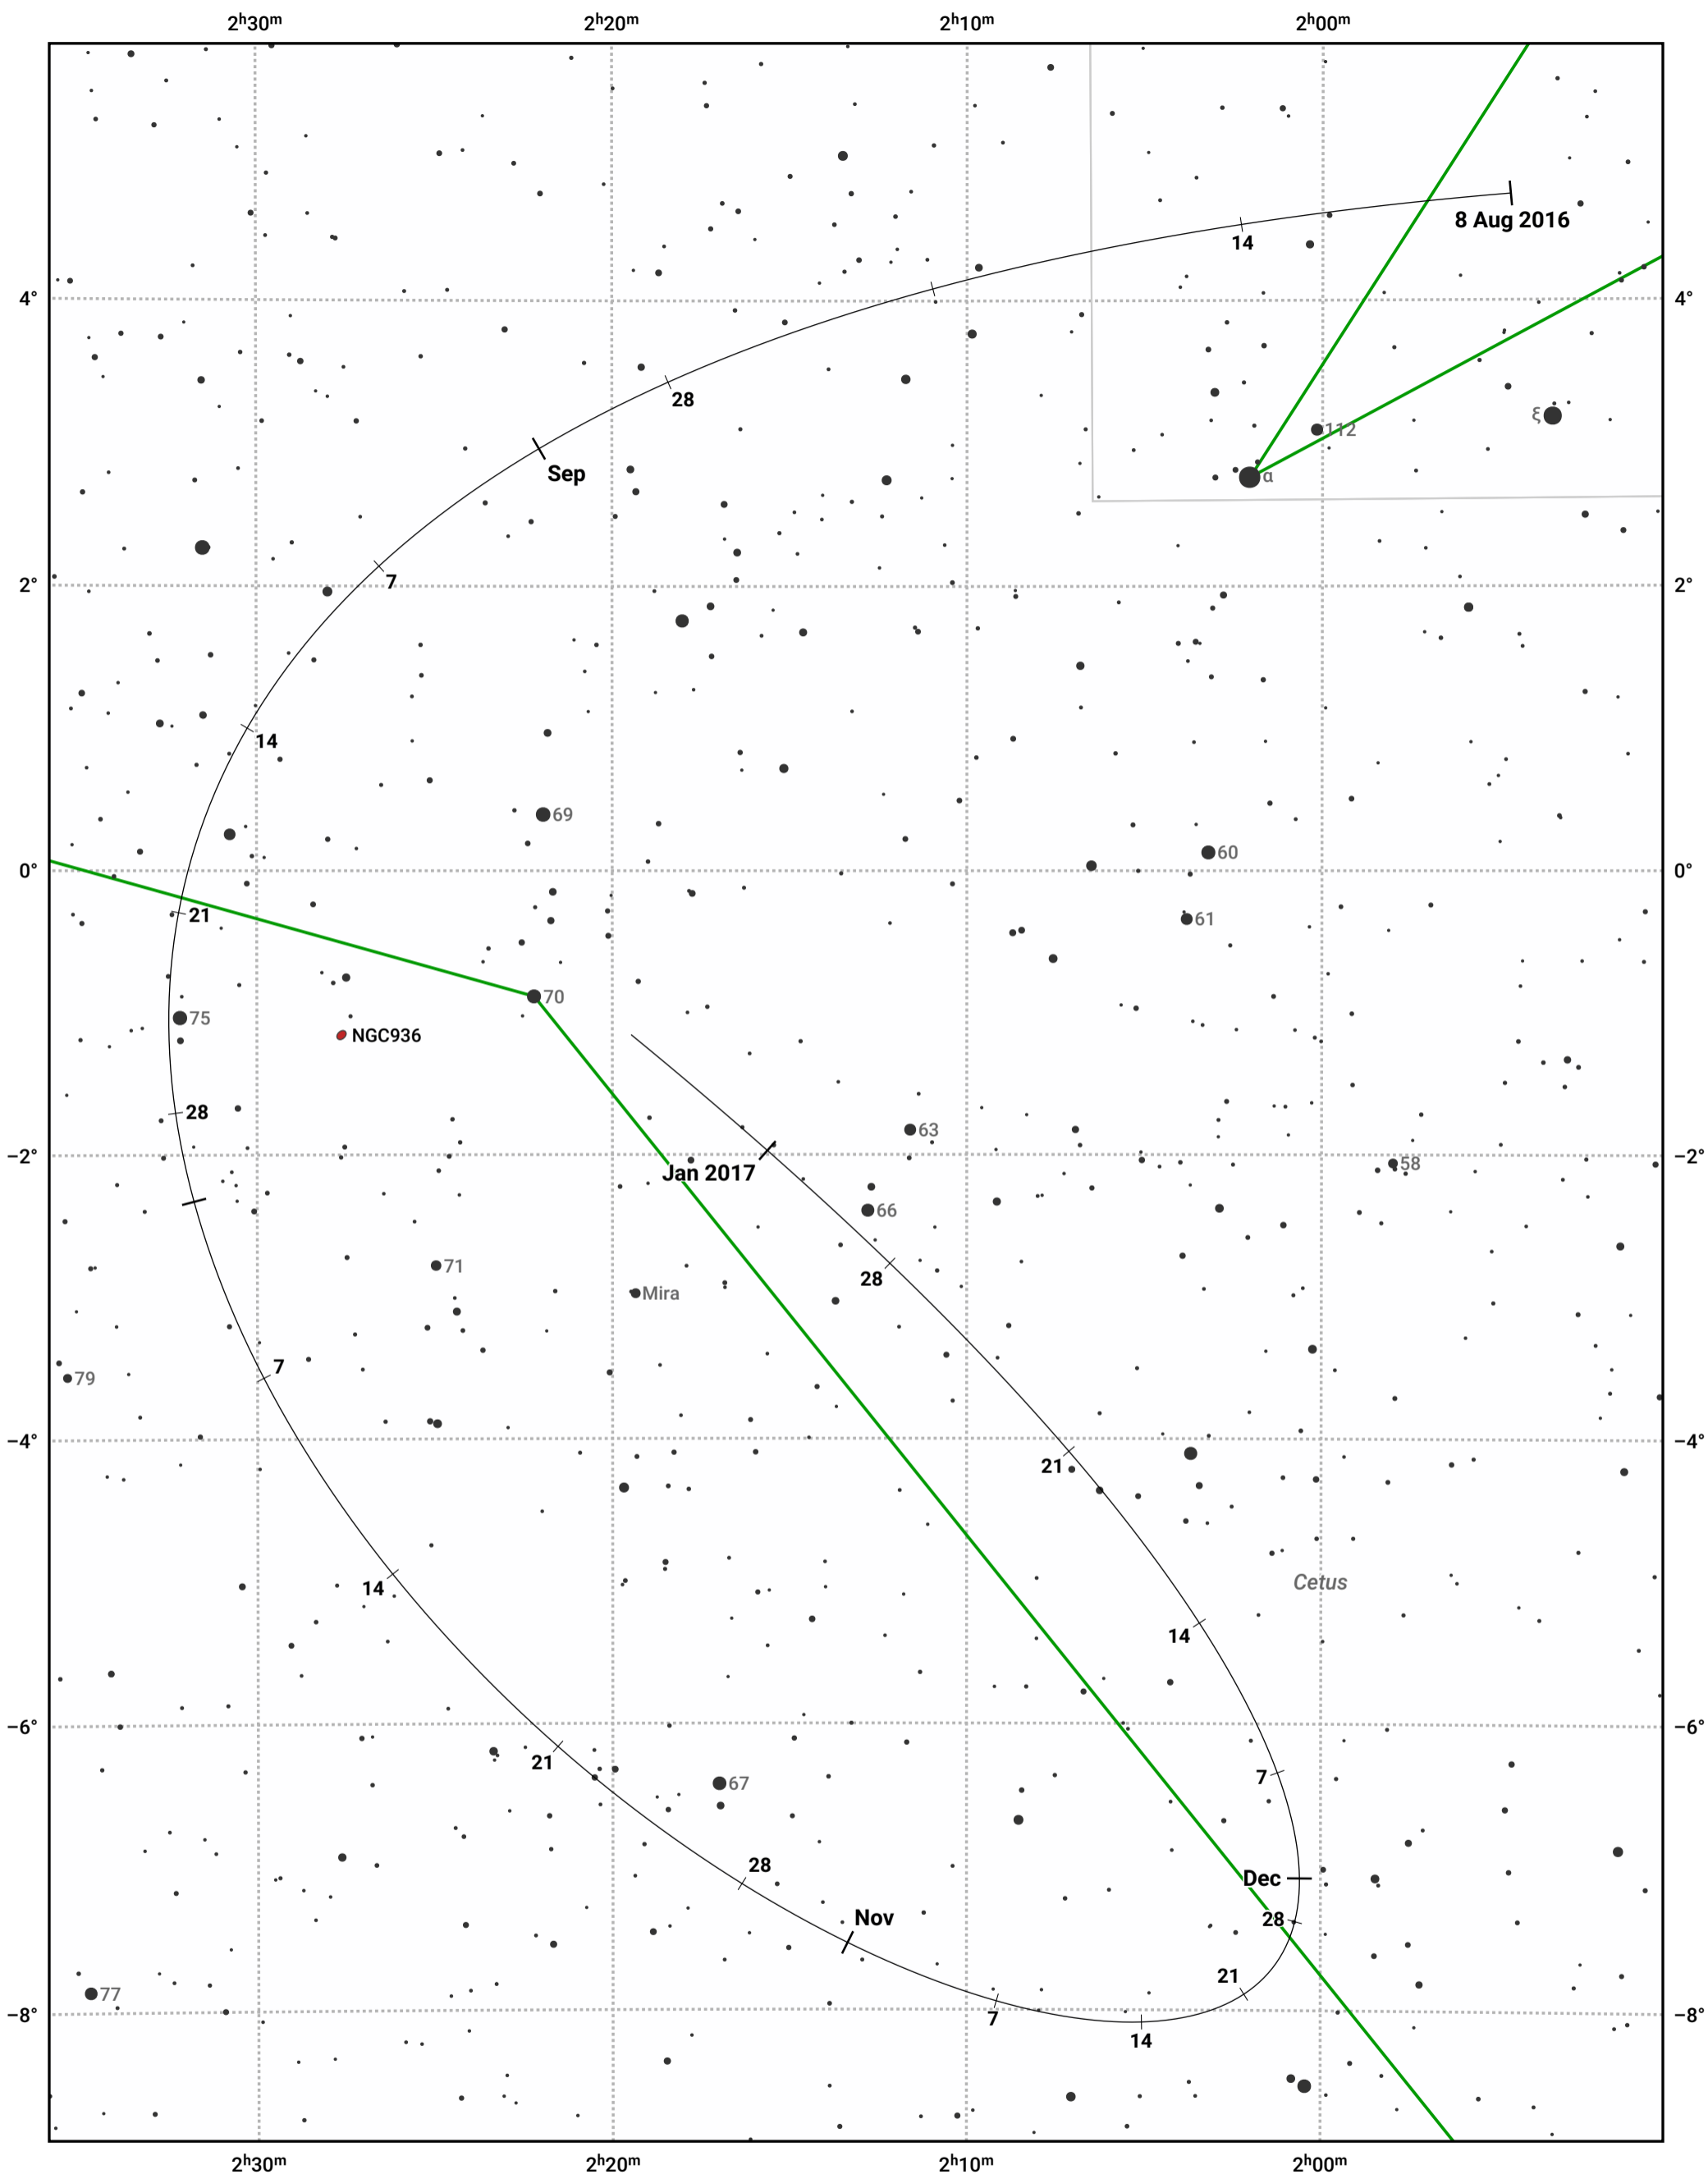 2ʰ30ᵐ 2ʰ20ᵐ 2ʰ10ᵐ 2ʰ00ᵐ
8 Aug 2016
14
4° 4°
28
ξ
112
Sep
α
7 2° 2°
14
69
60
0° 0°
21 61
70
75
NGC936
28 63
−2° 58 −2°
Jan 2017
66
71
28
Mira
7
79
−4° −4°
21
Cetus
14
14
−6° −6°
21
7
67
28
Dec
Nov 28
21
77
−8° 7 −8°
14
2ʰ30ᵐ 2ʰ20ᵐ 2ʰ10ᵐ 2ʰ00ᵐ